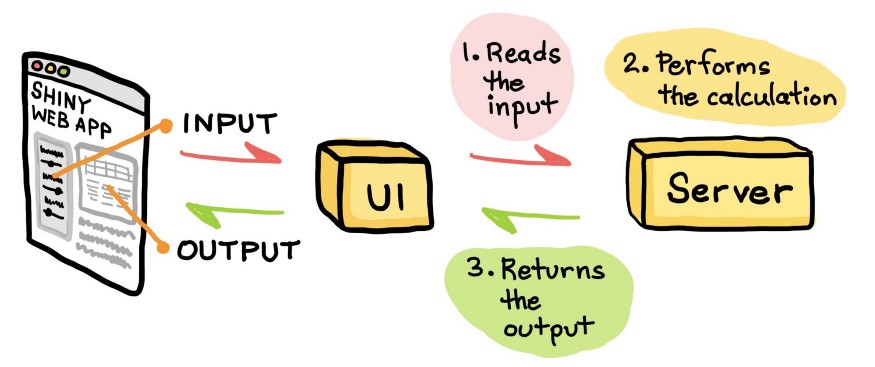 SHINY
WEB APP
INPUT
OUTPUT
UI
1. Reads
the
input
2. Performs
the calculation
Server
3. Returns
the
output